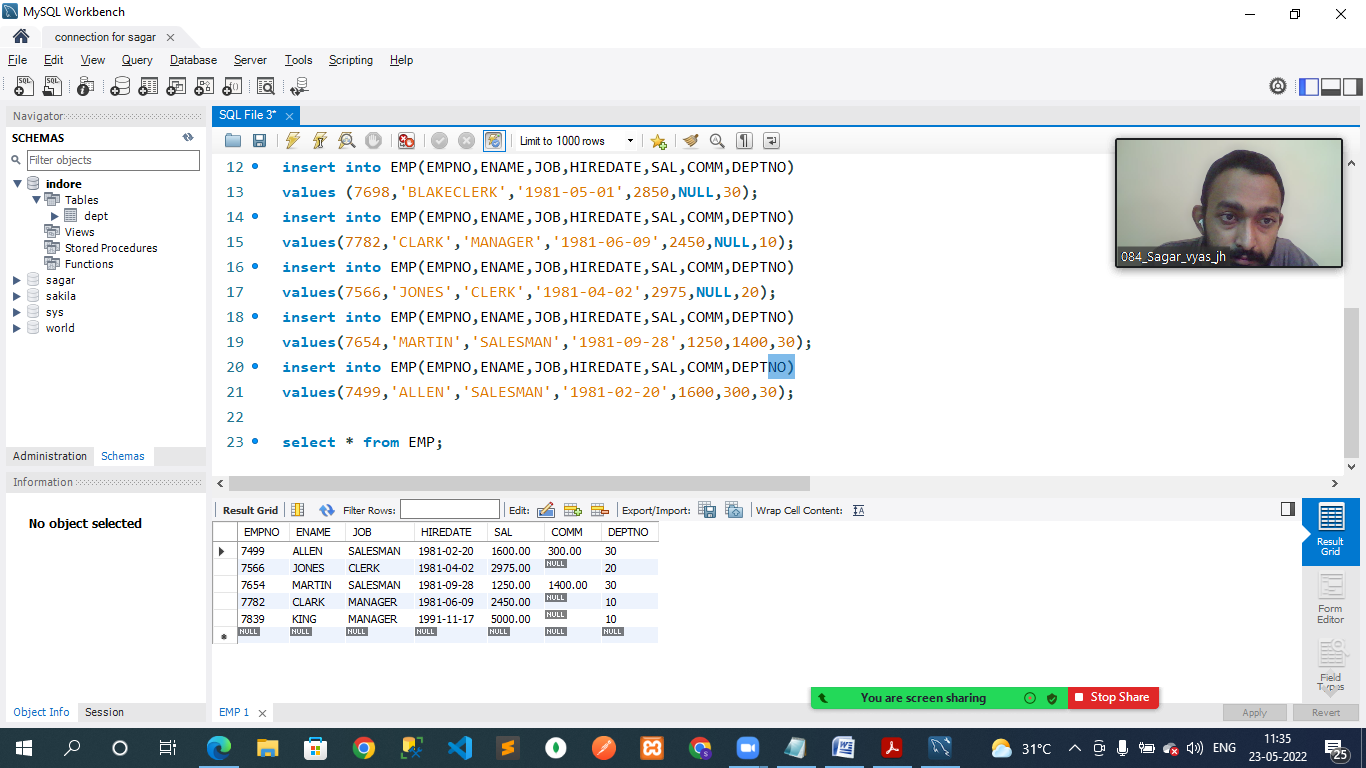 MySQL Workbench
connection for sagar
File Edit View Query Database Server Tools Scripting Help
Navigator
SCHEMAS
Filter objects
indore
Tables
dept
Views
Stored Procedures
Functions
sagar
sakila
sys
world
Administration Schemas
Information
No object selected
Object Info Session
SQL File 3*
Limit to 1000 rows
12 insert into EMP(EMPNO,ENAME,JOB,HIREDATE,SAL,COMM,DEPTNO)
13 values (7698,'BLAKECLERK','1981-05-01',2850,NULL,30);
14 insert into EMP(EMPNO,ENAME,JOB,HIREDATE,SAL,COMM,DEPTNO)
15 values(7782,'CLARK','MANAGER','1981-06-09',2450,NULL,10);
16 insert into EMP(EMPNO,ENAME,JOB,HIREDATE,SAL,COMM,DEPTNO)
17 values(7566,'JONES','CLERK','1981-04-02',2975,NULL,20);
18 insert into EMP(EMPNO,ENAME,JOB,HIREDATE,SAL,COMM,DEPTNO)
19 values(7654,'MARTIN','SALESMAN','1981-09-28',1250,1400,30);
20 insert into EMP(EMPNO,ENAME,JOB,HIREDATE,SAL,COMM,DEPTNO)
21 values(7499,'ALLEN','SALESMAN','1981-02-20',1600,300,30);
22
23 select * from EMP;
084_Sagar_vyas_jh
Result Grid Filter Rows: Edit: Export/Import: Wrap Cell Content:
EMPNO ENAME JOB HIREDATE SAL COMM DEPTNO
7499 ALLEN SALESMAN 1981-02-20 1600.00 300.00 30
7566 JONES CLERK 1981-04-02 2975.00 NULL 20
7654 MARTIN SALESMAN 1981-09-28 1250.00 1400.00 30
7782 CLARK MANAGER 1981-06-09 2450.00 NULL 10
7839 KING MANAGER 1991-11-17 5000.00 NULL 10
NULL NULL NULL NULL NULL NULL NULL
Result
Grid
Form
Editor
Field
Types
You are screen sharing Stop Share
EMP 1
Apply Revert
31°C ENG
11:35
23-05-2022
25